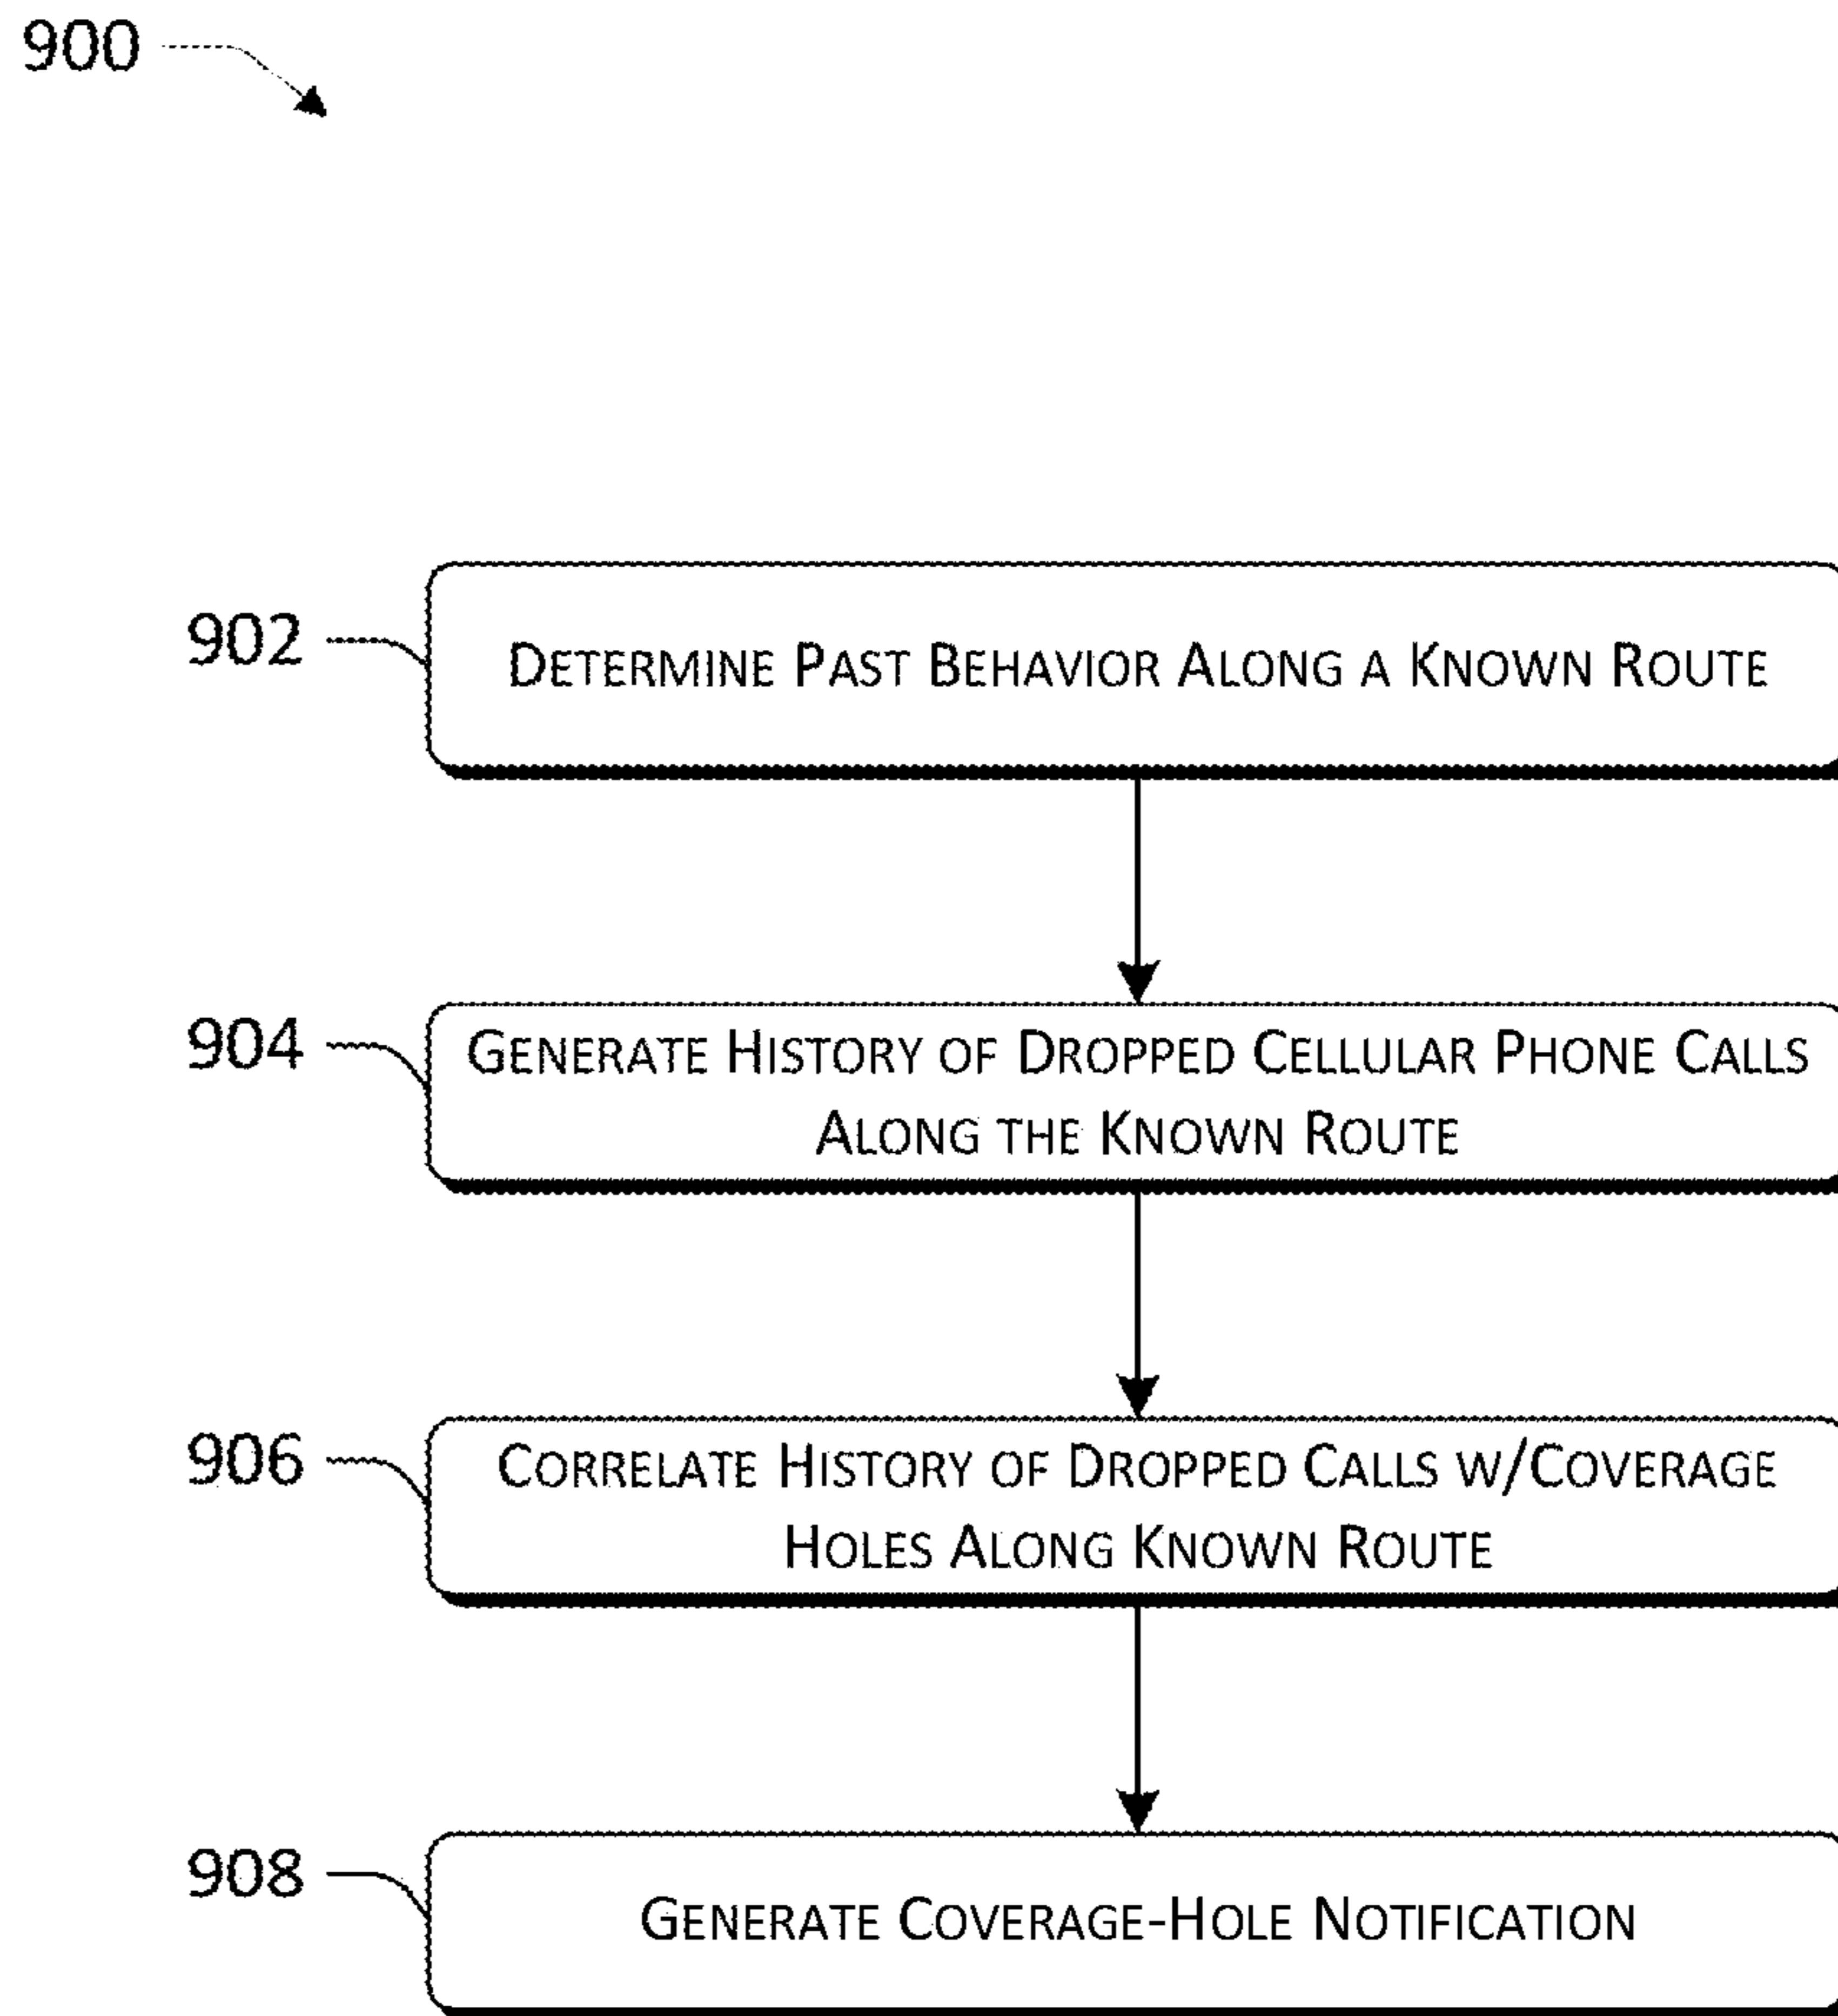 900
902
DETERMINE PAST BEHAVIOR ALONG A KNOWN ROUTE
904
GENERATE HISTORY OF DROPPED CELLULAR PHONE CALLS
ALONG THE KNOWN ROUTE
906
CORRELATE HISTORY OF DROPPED CALLS W/COVERAGE
HOLES ALONG KNOWN ROUTE
908
GENERATE COVERAGE-HOLE NOTIFICATION